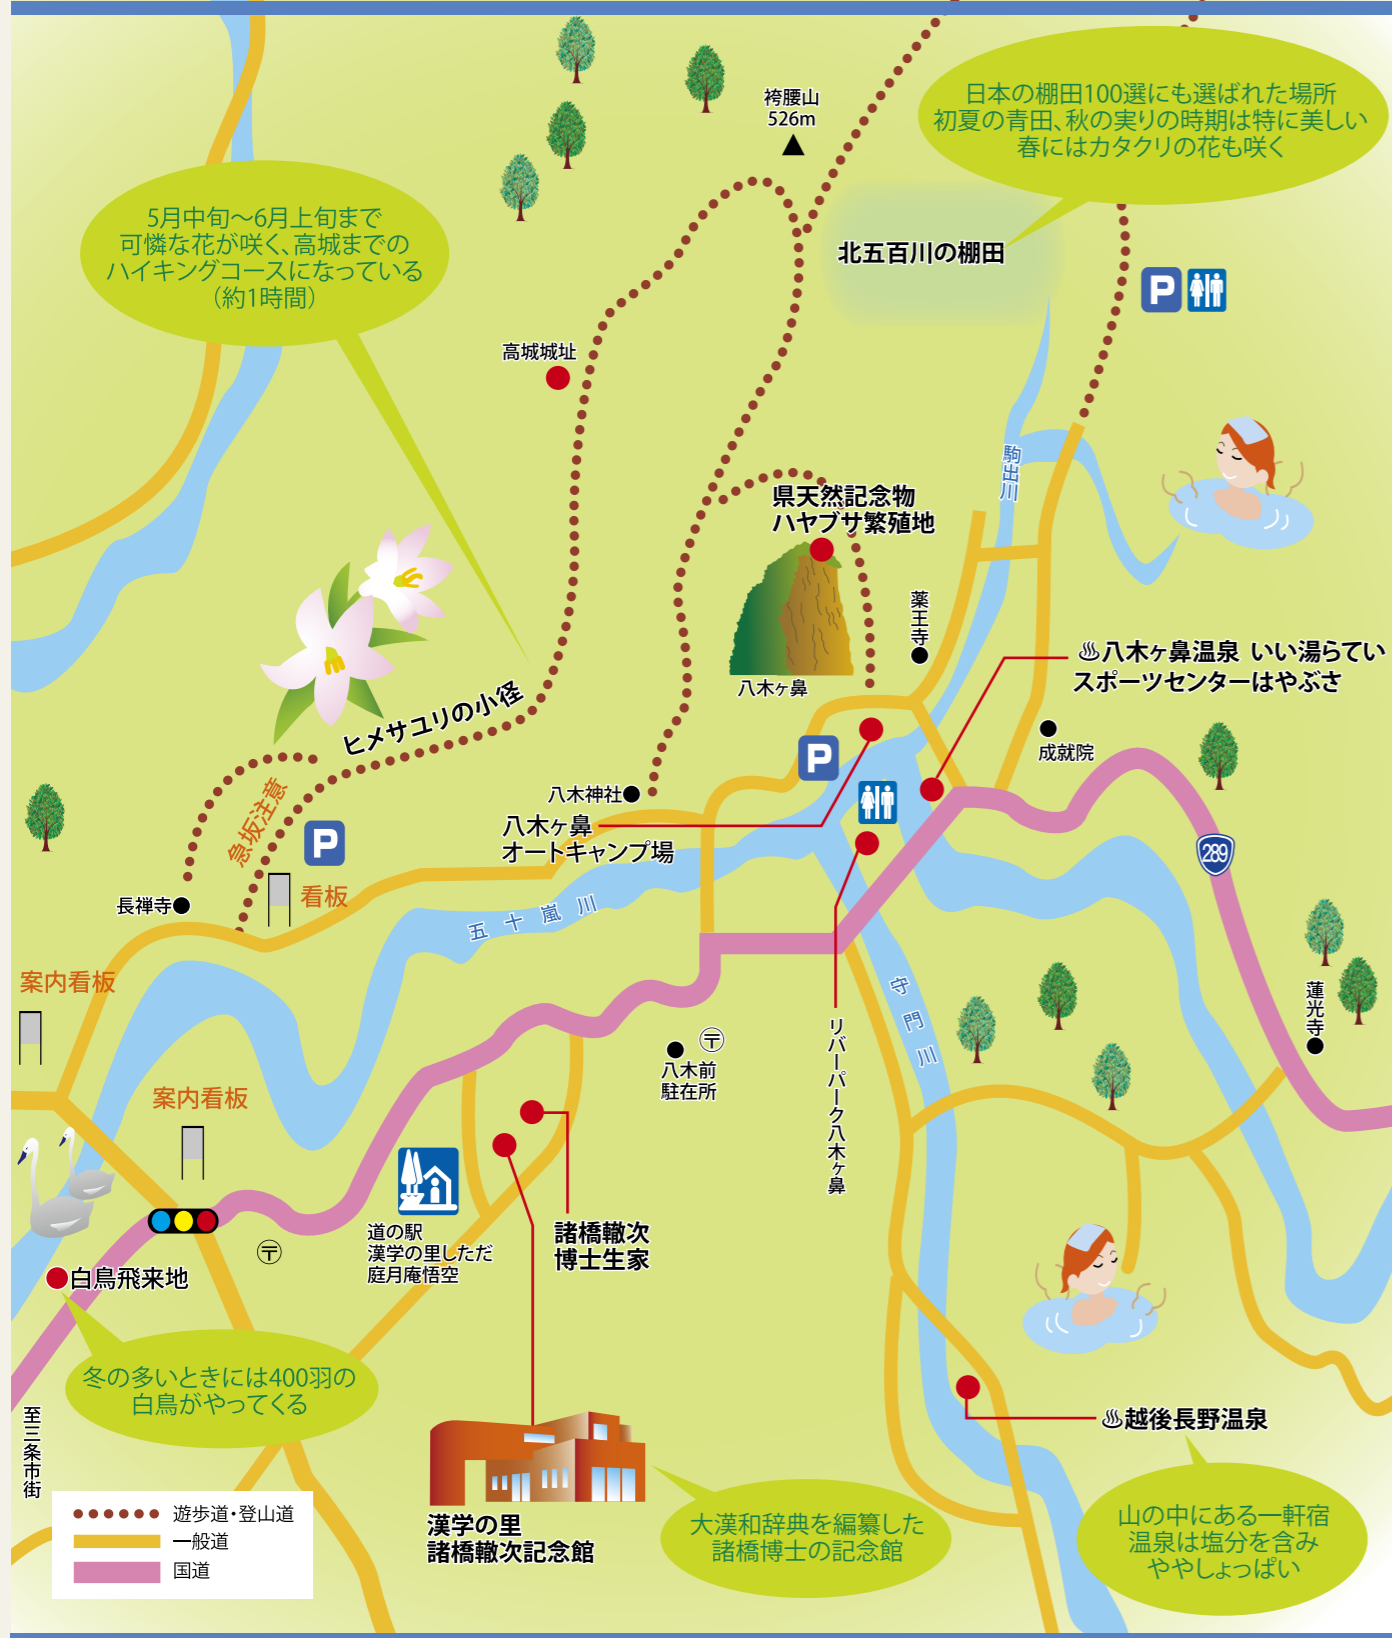 日本の棚田100選にも選ばれた場所
初夏の青田、秋の実りの時期は特に美しい
春にはカタクリの花も咲く
袴腰山
526m
5月中旬〜6月上旬まで
可憐な花が咲く、高城までの
ハイキングコースになっている
（約1時間）
北五百川の棚田
P
高城城址
駒出川
県天然記念物
ハヤブサ繁殖地
薬王寺
八木ヶ鼻
♨八木ヶ鼻温泉 いい湯らてい
スポーツセンターはやぶさ
ヒメサユリの小径
成就院
P
急坂注意
八木神社
八木ヶ鼻
オートキャンプ場
P
289
看板
長禅寺
五十嵐川
案内看板
守門川
蓮光寺
リバーパーク八木ヶ鼻
〒
八木前
駐在所
案内看板
道の駅
漢学の里しただ
庭月庵悟空
諸橋轍次
博士生家
〒
白鳥飛来地
冬の多いときには400羽の
白鳥がやってくる
至三条市街
♨越後長野温泉
山の中にある一軒宿
温泉は塩分を含み
ややしょっぱい
大漢和辞典を編纂した
諸橋博士の記念館
漢学の里
諸橋轍次記念館
遊歩道・登山道
一般道
国道